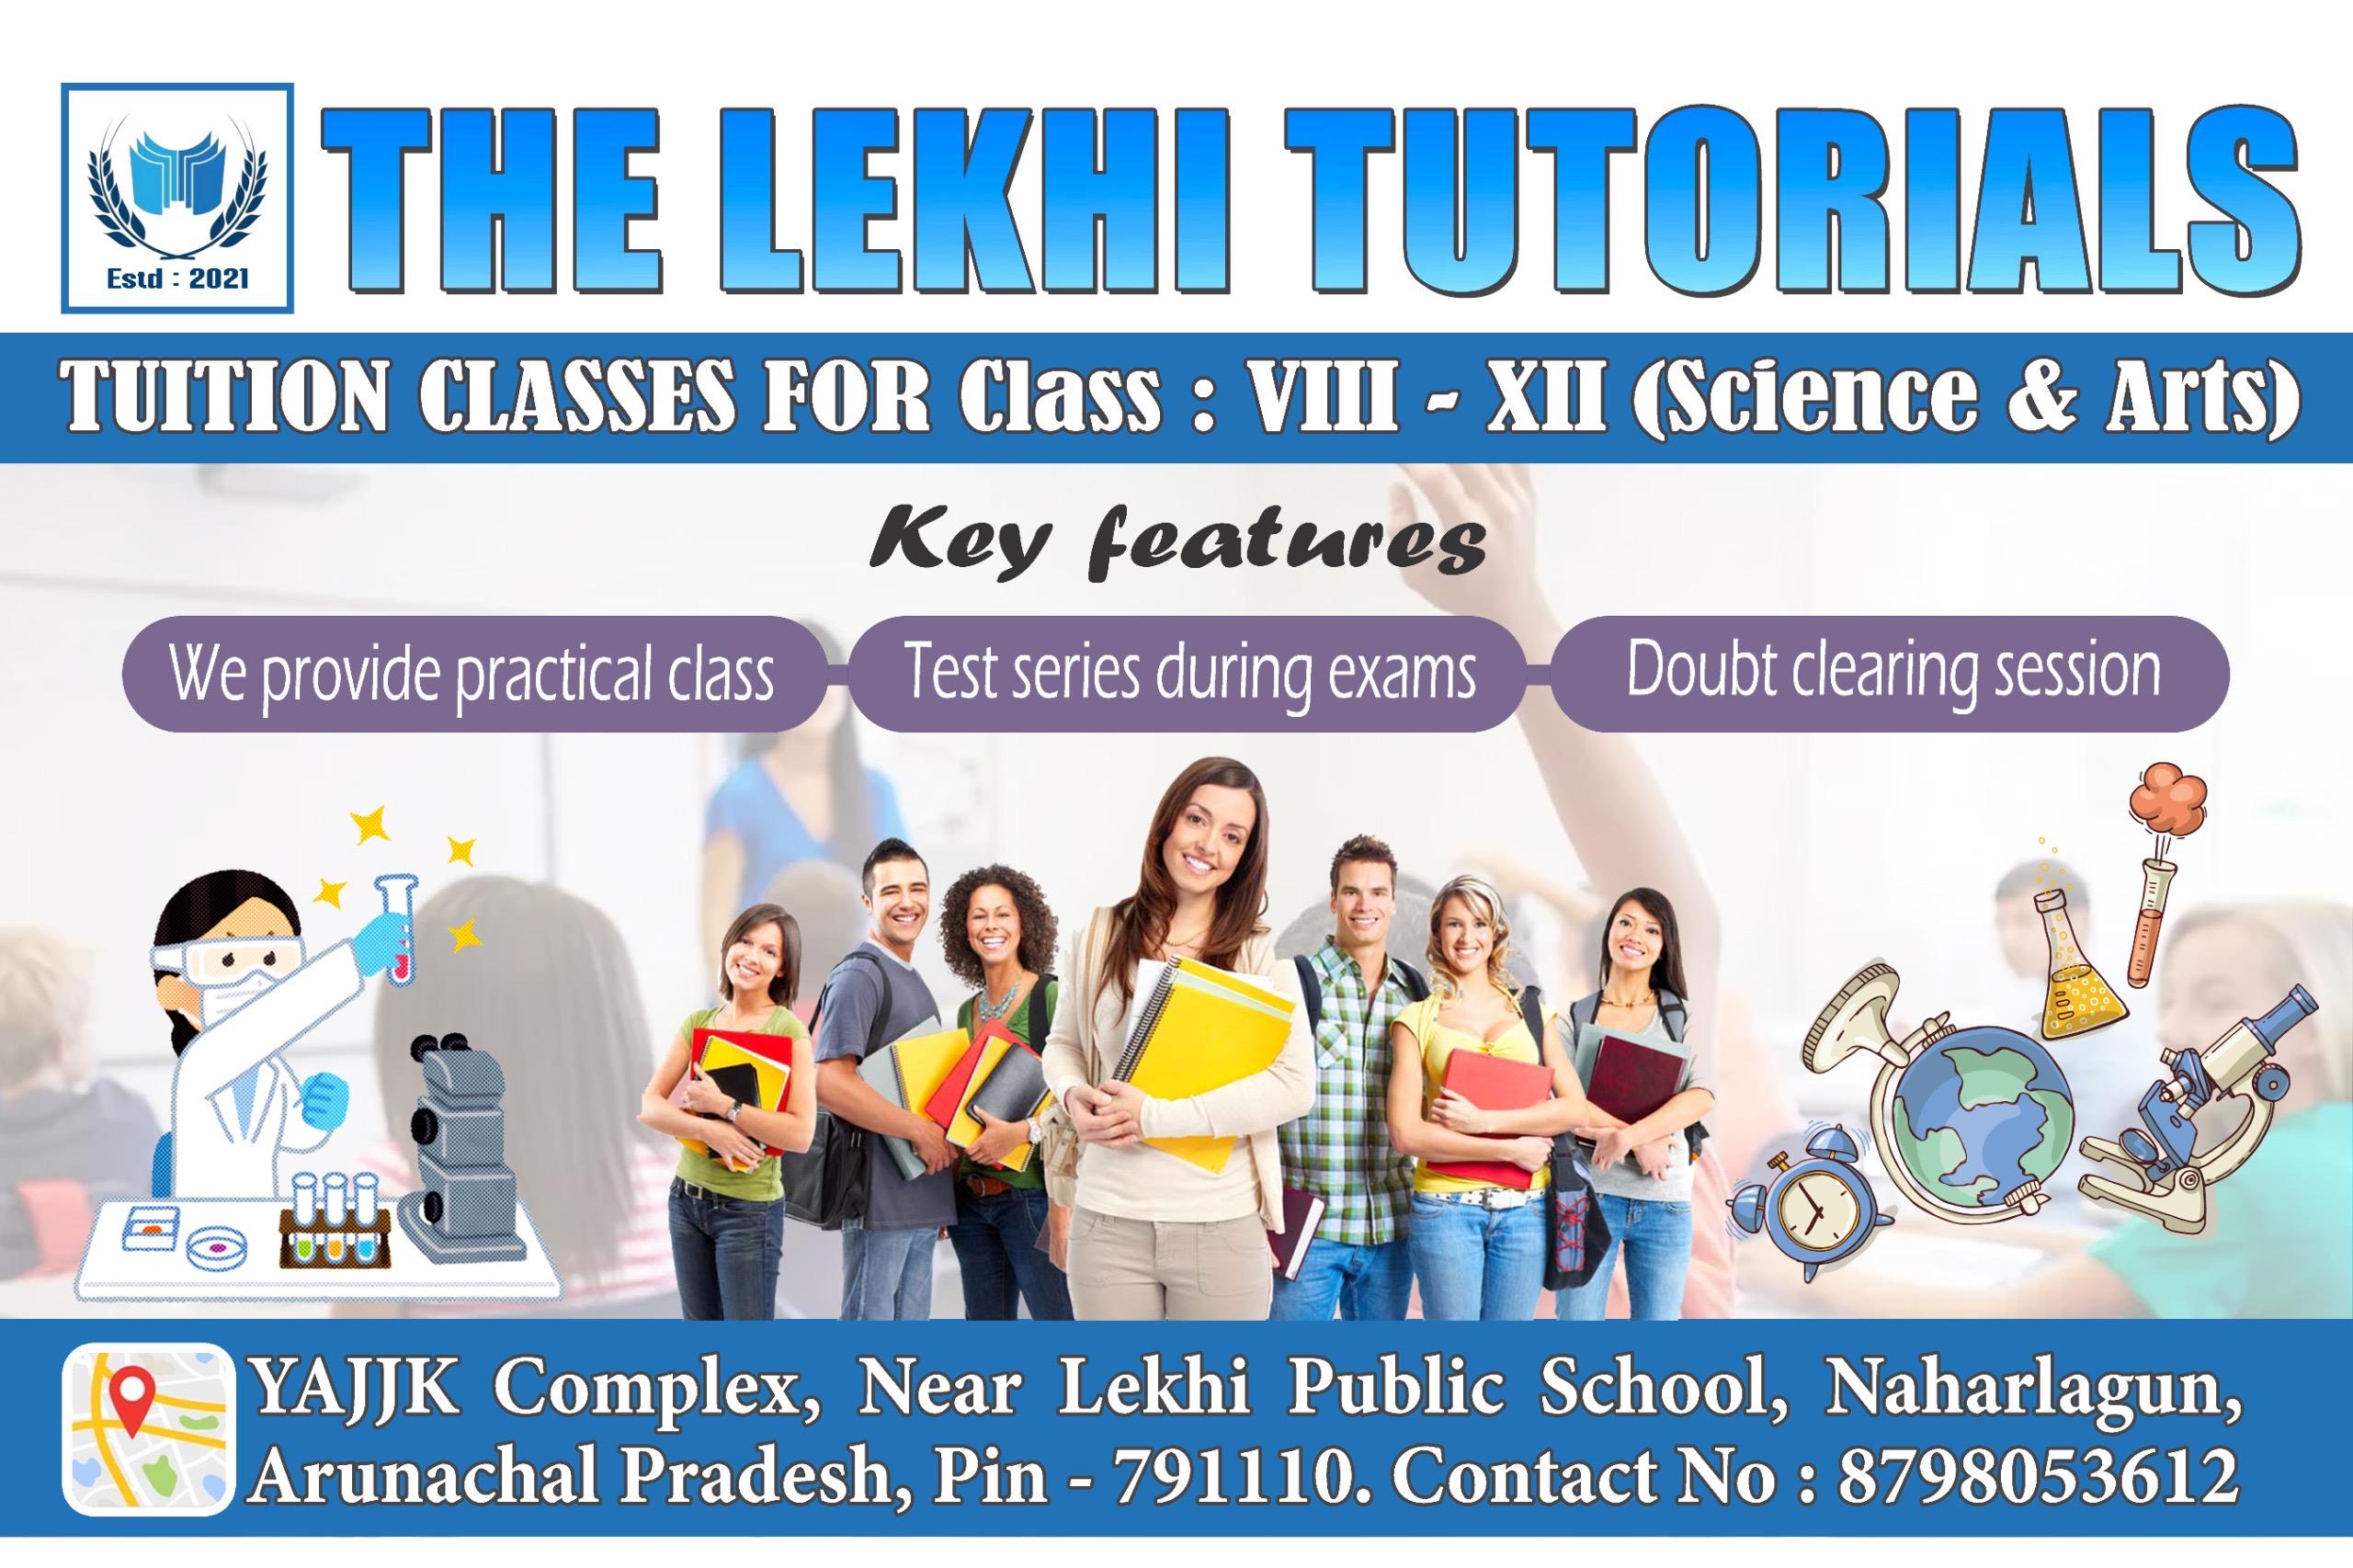 Estd : 2021
THE LEKHI TUTORIALS
TUITION CLASSES FOR Class : VIII - XII (Science & Arts)
Key features
We provide practical class
Test series during exams
Doubt clearing session
YAJJK Complex, Near Lekhi Public School, Naharlagun,
Arunachal Pradesh, Pin - 791110. Contact No : 8798053612